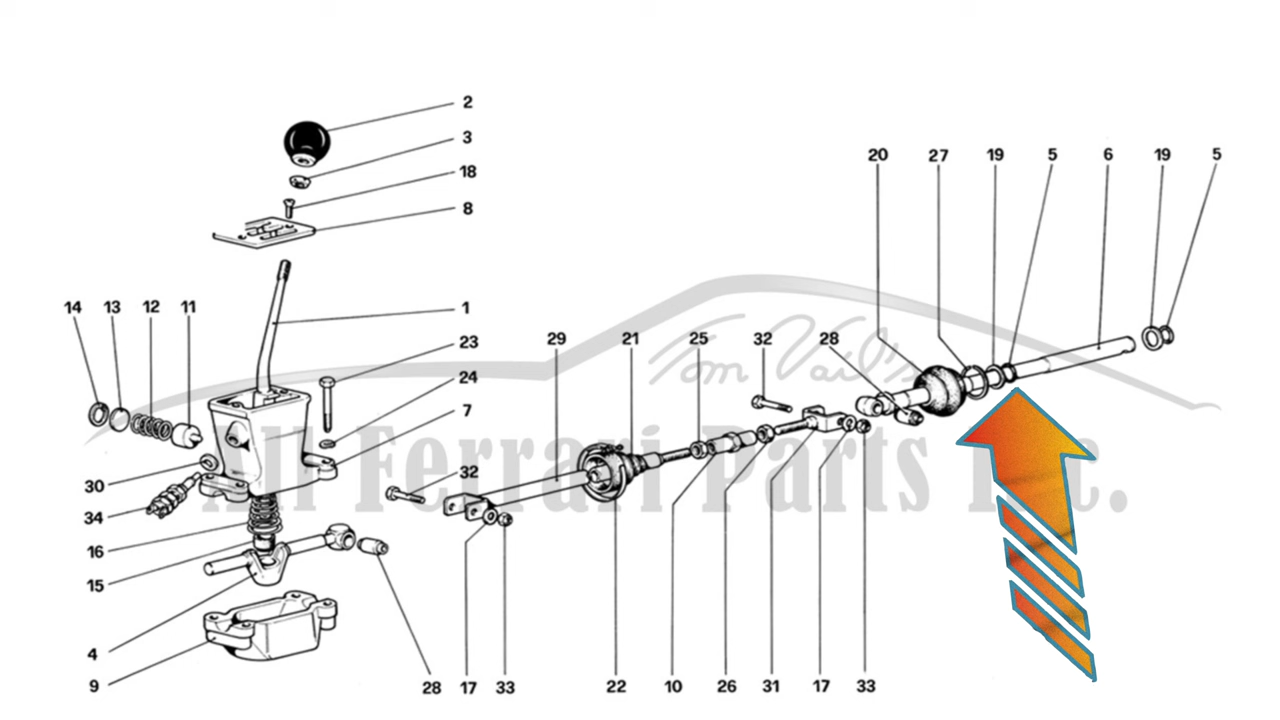 2
3
18
8
20 27 19 5 6 19 5
14 13 12 11 1
23
29 21 25 32 28
Tom Vail's
24
7
All Ferrari Parts Inc.
32
30
34
16
15
4
9
28 17 33 22 10 26 31 17 33